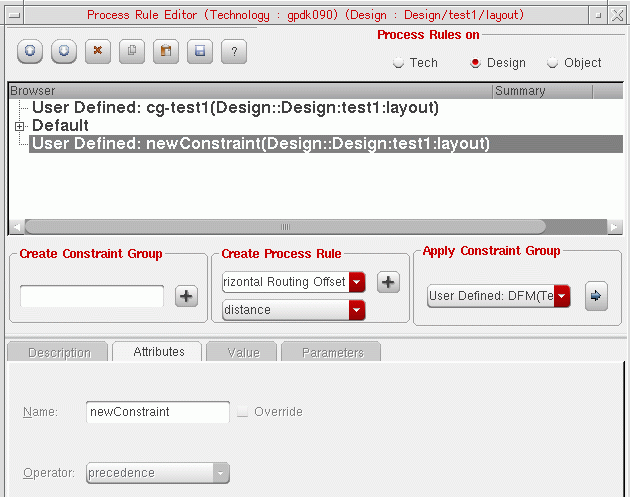 Process Rule Editor (Technology : gpdk090) (Design : Design/test1/layout)
Process Rules on
?
Tech
Design
Object
Browser
Summary
User Defined: cg-test1(Design::Design:test1:layout)
Default
User Defined: newConstraint(Design::Design:test1:layout)
Create Constraint Group
Create Process Rule
Apply Constraint Group
rizontal Routing Offset
User Defined: DFM(Te
distance
Description
Attributes
Value
Parameters
Name:
newConstraint
Override
Operator:
precedence